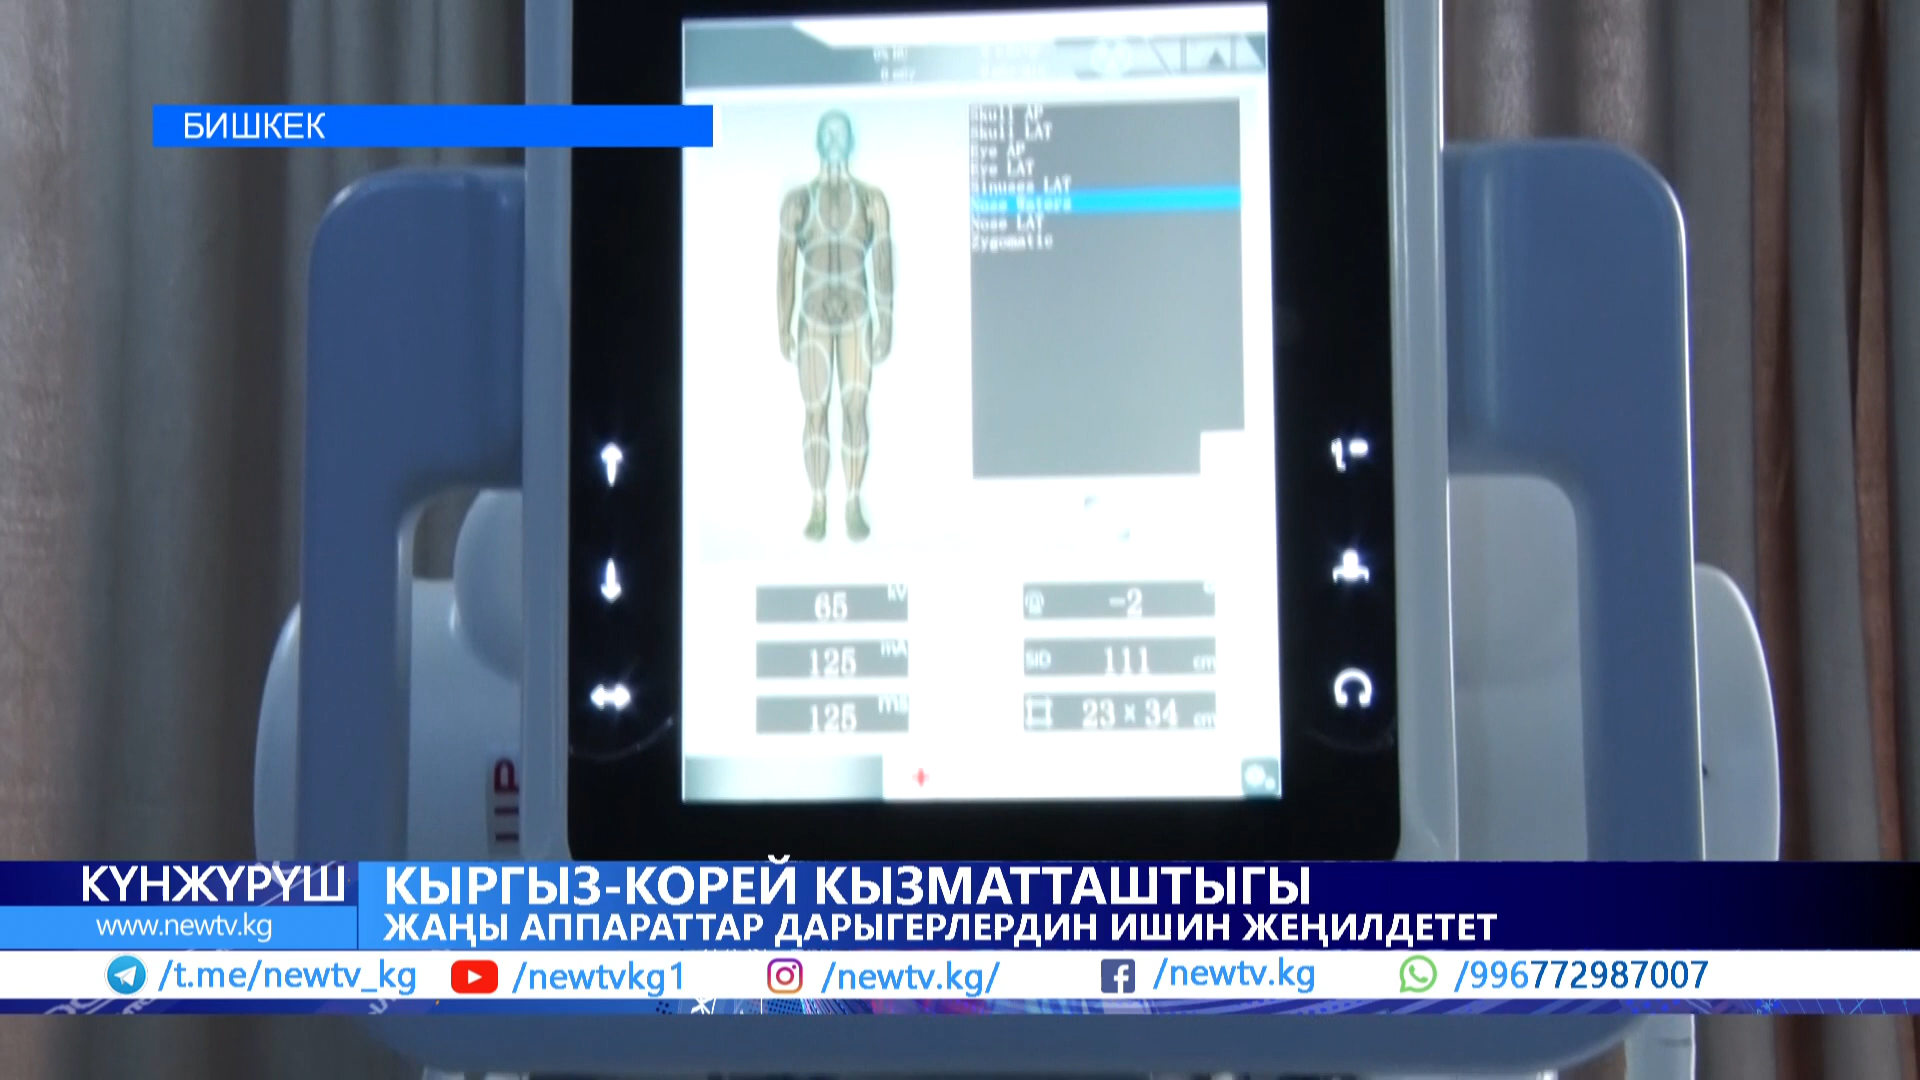 БИШКЕК
Skull AP
Skull LAT
Eye AP
Eye LAT
Sinuses LAT
Nose Waters
Nose LAT
Zygomatic
65 kV
-2
125 mA
SID 111 cm
125 ms
23 × 34 cm
КҮНЖҮРҮШ
www.newtv.kg
КЫРГЫЗ-КОРЕЙ КЫЗМАТТАШТЫГЫ
ЖАҢЫ АППАРАТТАР ДАРЫГЕРЛЕРДИН ИШИН ЖЕҢИЛДЕТЕТ
/t.me/newtv_kg
/newtvkg1
/newtv.kg/
/newtv.kg
/996772987007